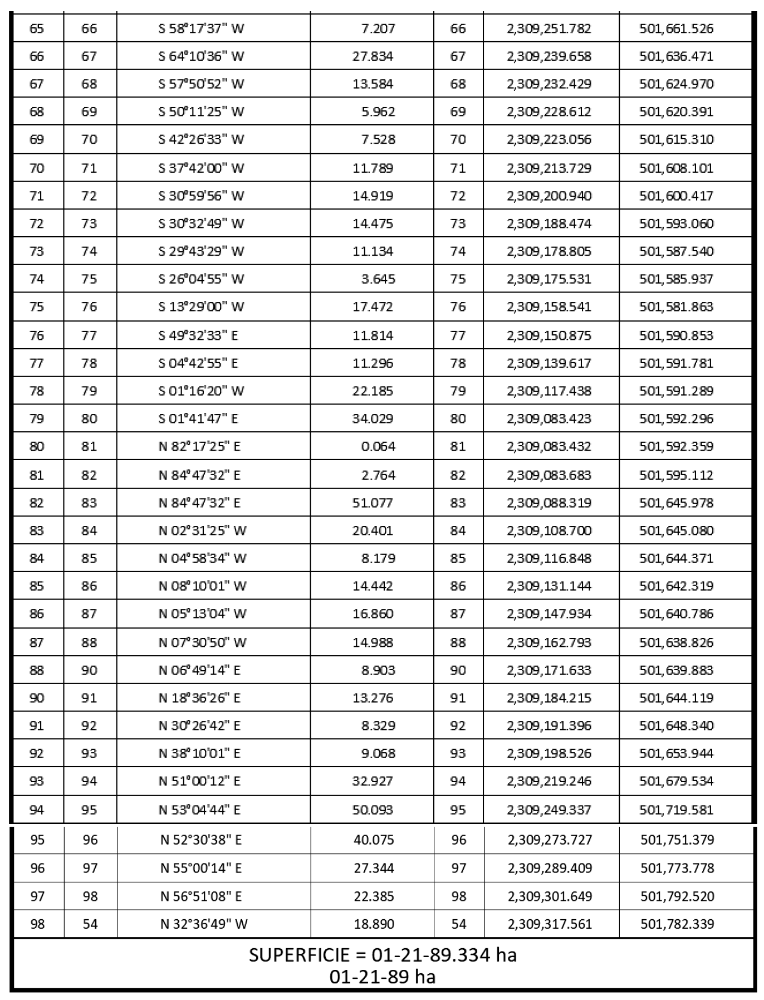 65 66 S 58°17'37" W 7.207 66 2,309,251.782 501,661.526
66 67 S 64°10'36" W 27.834 67 2,309,239.658 501,636.471
67 68 S 57°50'52" W 13.584 68 2,309,232.429 501,624.970
68 69 S 50°11'25" W 5.962 69 2,309,228.612 501,620.391
69 70 S 42°26'33" W 7.528 70 2,309,223.056 501,615.310
70 71 S 37°42'00" W 11.789 71 2,309,213.729 501,608.101
71 72 S 30°59'56" W 14.919 72 2,309,200.940 501,600.417
72 73 S 30°32'49" W 14.475 73 2,309,188.474 501,593.060
73 74 S 29°43'29" W 11.134 74 2,309,178.805 501,587.540
74 75 S 26°04'55" W 3.645 75 2,309,175.531 501,585.937
75 76 S 13°29'00" W 17.472 76 2,309,158.541 501,581.863
76 77 S 49°32'33" E 11.814 77 2,309,150.875 501,590.853
77 78 S 04°42'55" E 11.296 78 2,309,139.617 501,591.781
78 79 S 01°16'20" W 22.185 79 2,309,117.438 501,591.289
79 80 S 01°41'47" E 34.029 80 2,309,083.423 501,592.296
80 81 N 82°17'25" E 0.064 81 2,309,083.432 501,592.359
81 82 N 84°47'32" E 2.764 82 2,309,083.683 501,595.112
82 83 N 84°47'32" E 51.077 83 2,309,088.319 501,645.978
83 84 N 02°31'25" W 20.401 84 2,309,108.700 501,645.080
84 85 N 04°58'34" W 8.179 85 2,309,116.848 501,644.371
85 86 N 08°10'01" W 14.442 86 2,309,131.144 501,642.319
86 87 N 05°13'04" W 16.860 87 2,309,147.934 501,640.786
87 88 N 07°30'50" W 14.988 88 2,309,162.793 501,638.826
88 90 N 06°49'14" E 8.903 90 2,309,171.633 501,639.883
90 91 N 18°36'26" E 13.276 91 2,309,184.215 501,644.119
91 92 N 30°26'42" E 8.329 92 2,309,191.396 501,648.340
92 93 N 38°10'01" E 9.068 93 2,309,198.526 501,653.944
93 94 N 51°00'12" E 32.927 94 2,309,219.246 501,679.534
94 95 N 53°04'44" E 50.093 95 2,309,249.337 501,719.581
95 96 N 52°30'38" E 40.075 96 2,309,273.727 501,751.379
96 97 N 55°00'14" E 27.344 97 2,309,289.409 501,773.778
97 98 N 56°51'08" E 22.385 98 2,309,301.649 501,792.520
98 54 N 32°36'49" W 18.890 54 2,309,317.561 501,782.339
SUPERFICIE = 01-21-89.334 ha
01-21-89 ha